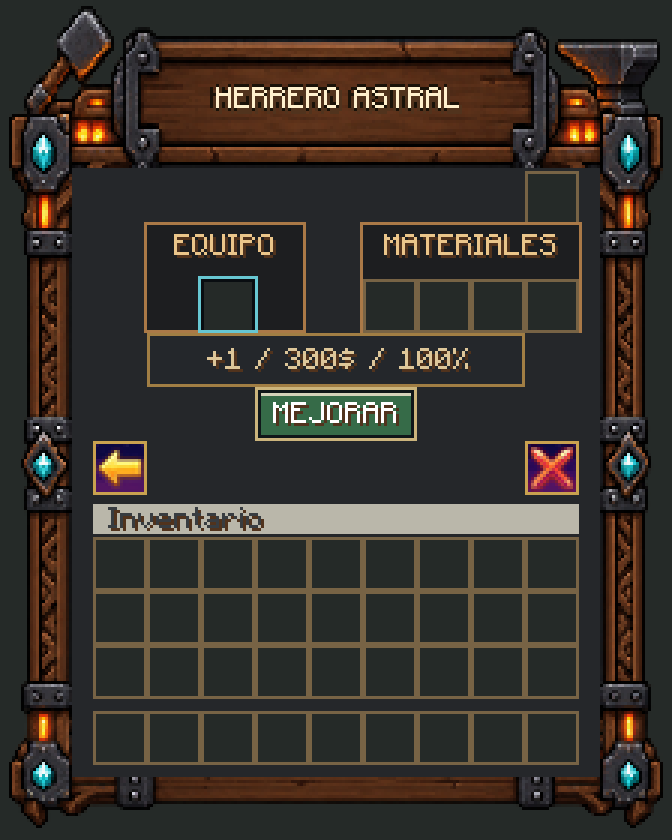 HERRERO ASTRAL
EQUIPO
MATERIALES
+1 / 300$ / 100%
MEJORAR
Inventario